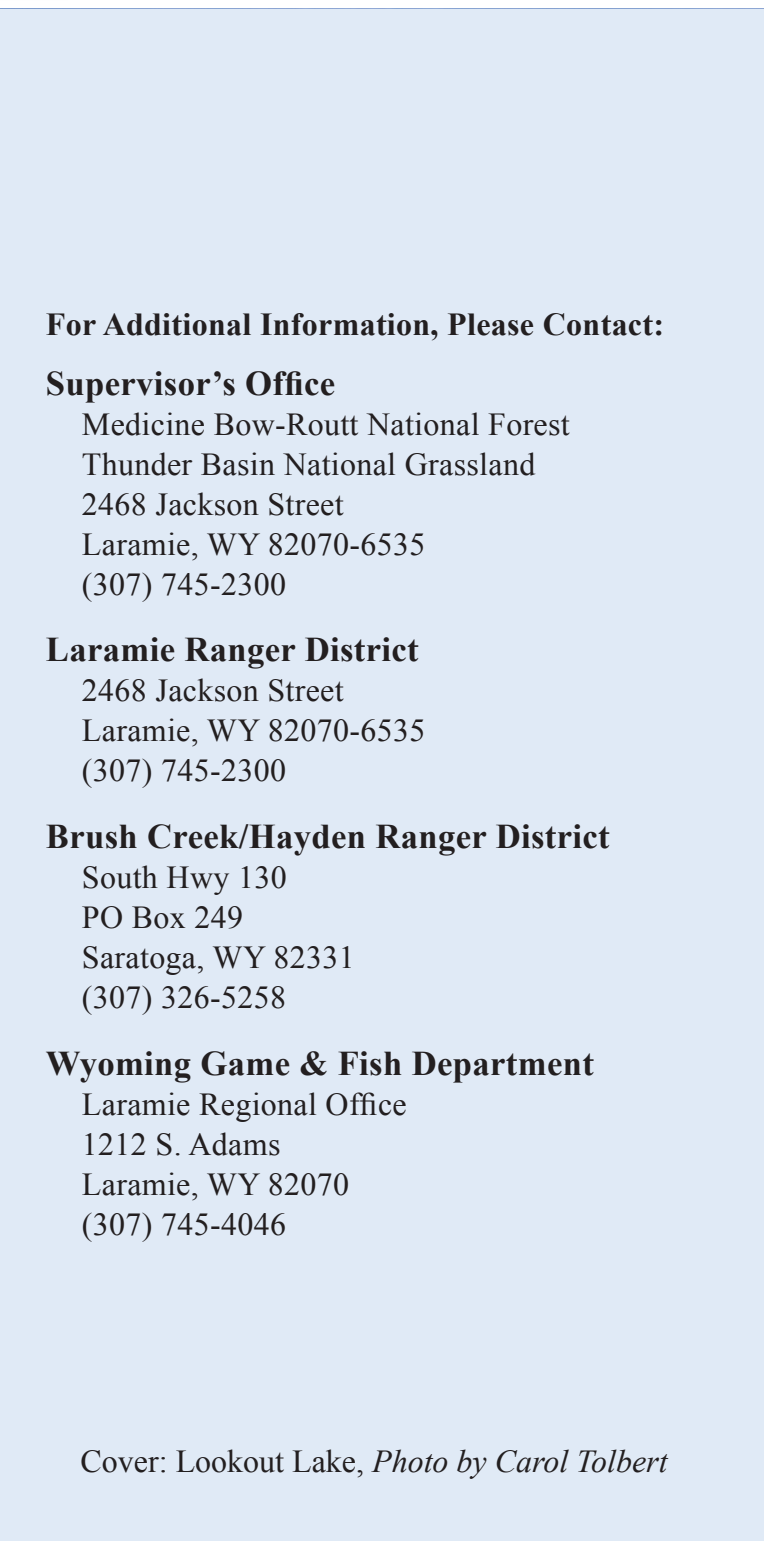 For Additional Information, Please Contact:
Supervisor’s Office
Medicine Bow-Routt National Forest
Thunder Basin National Grassland
2468 Jackson Street
Laramie, WY 82070-6535
(307) 745-2300
Laramie Ranger District
2468 Jackson Street
Laramie, WY 82070-6535
(307) 745-2300
Brush Creek/Hayden Ranger District
South Hwy 130
PO Box 249
Saratoga, WY 82331
(307) 326-5258
Wyoming Game & Fish Department
Laramie Regional Office
1212 S. Adams
Laramie, WY 82070
(307) 745-4046
Cover: Lookout Lake, Photo by Carol Tolbert